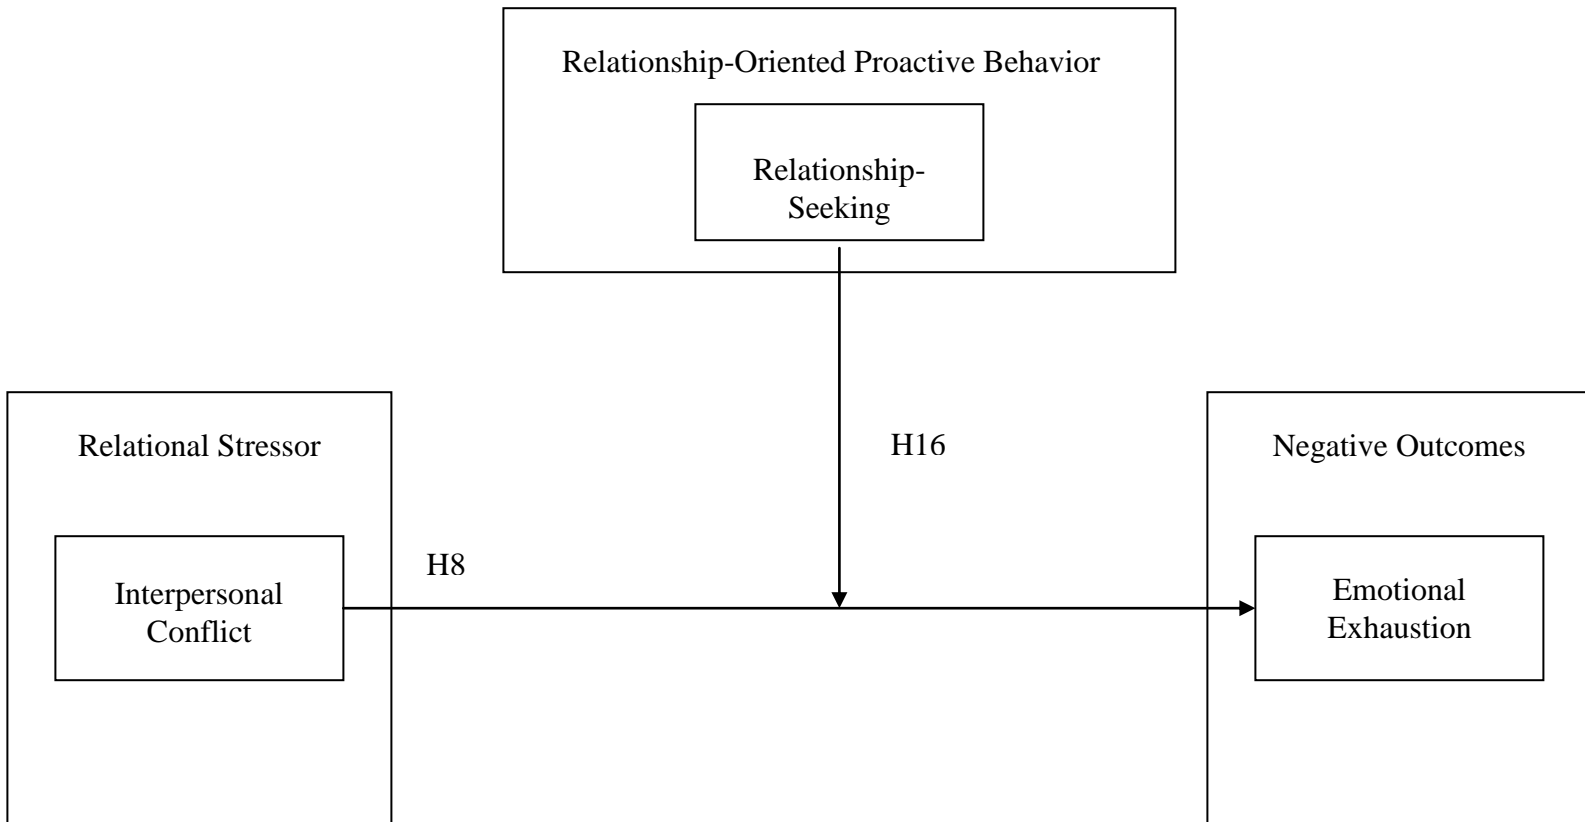 Relationship-Oriented Proactive Behavior
Relationship-
Seeking
H16
Relational Stressor
Negative Outcomes
H8
Interpersonal
Conflict
Emotional
Exhaustion